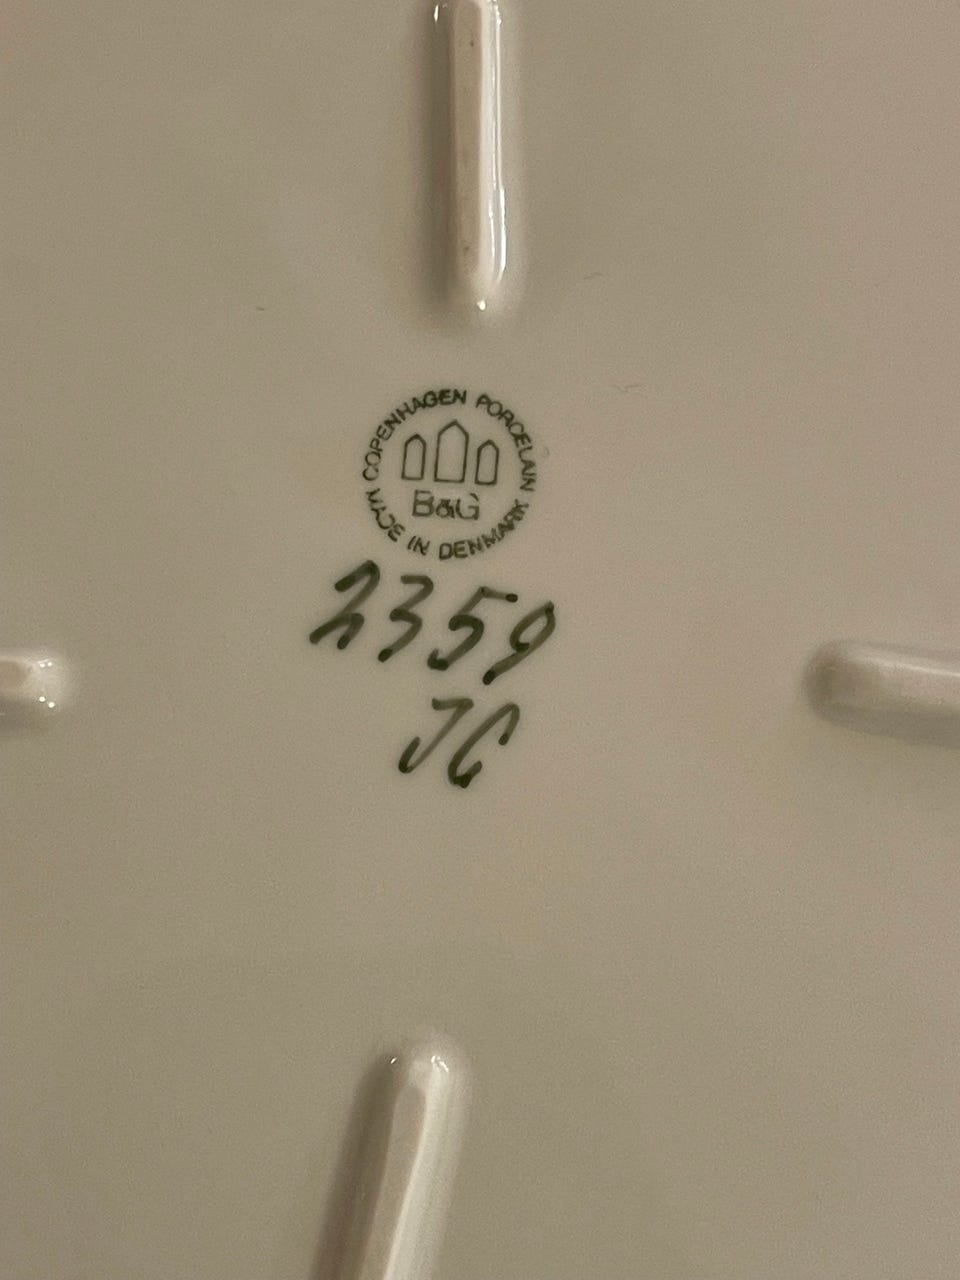 COPENHAGEN PORCELAIN
B&G
MADE IN DENMARK
2359
JC